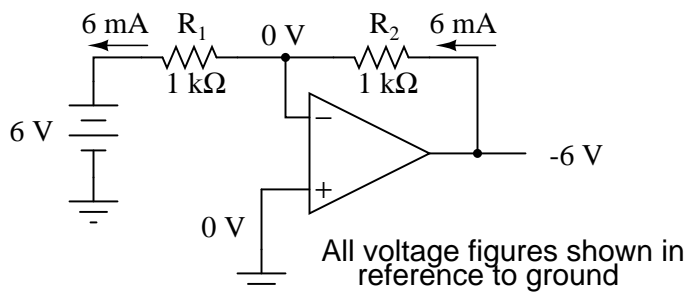 6 mA R1 0 V R2 6 mA
1 kΩ 1 kΩ
6 V
−
-6 V
+
0 V
All voltage figures shown in
reference to ground